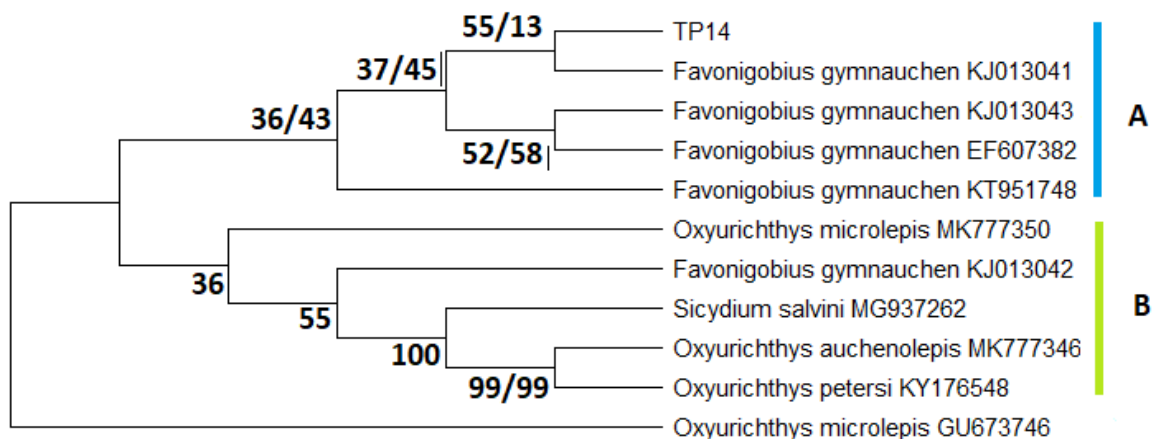 55/13
TP14
37/45
Favonigobius gymnauchen KJ013041
36/43
Favonigobius gymnauchen KJ013043
A
52/58
Favonigobius gymnauchen EF607382
Favonigobius gymnauchen KT951748
Oxyurichthys microlepis MK777350
36
Favonigobius gymnauchen KJ013042
55
Sicydium salvini MG937262
B
100
Oxyurichthys auchenolepis MK777346
99/99
Oxyurichthys petersi KY176548
Oxyurichthys microlepis GU673746